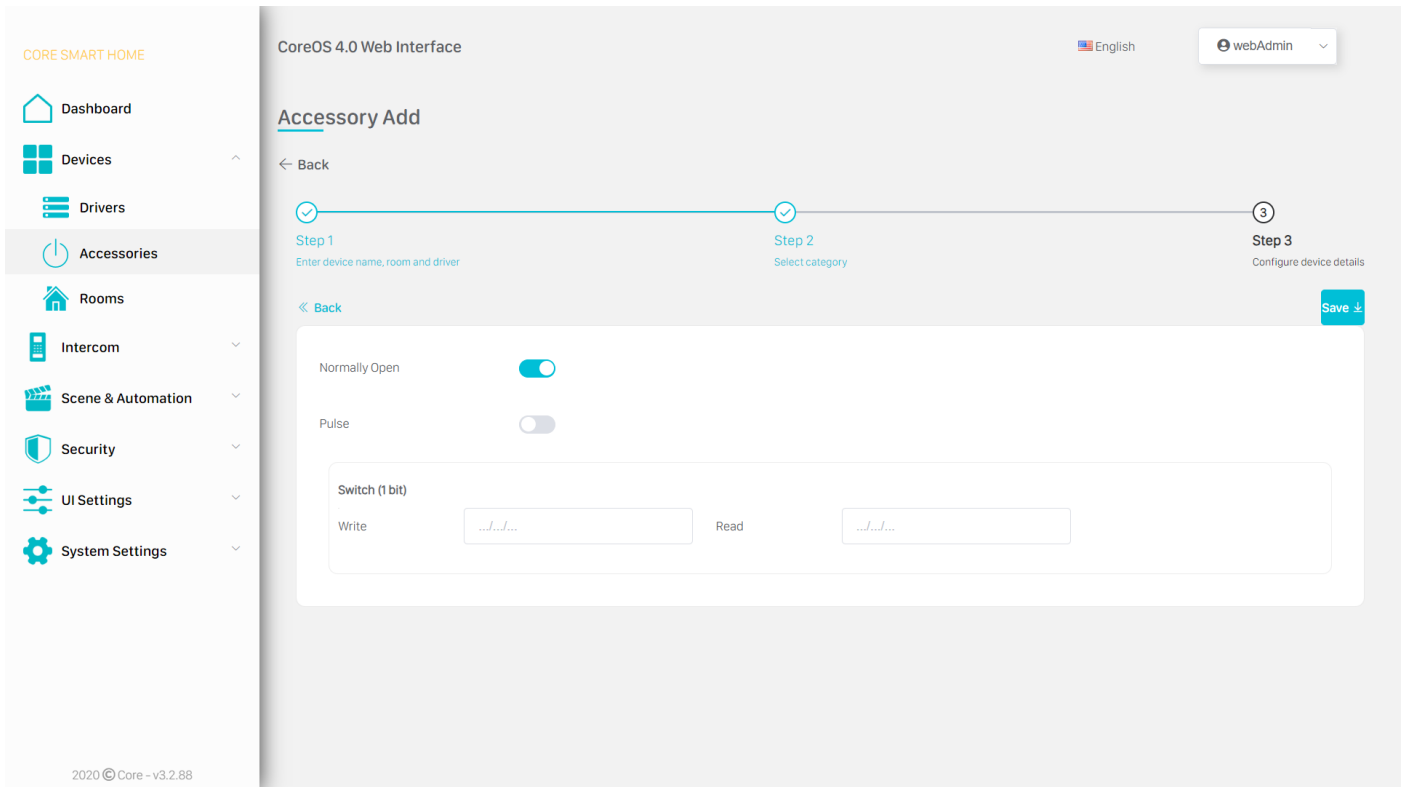 CORE SMART HOME
Dashboard
Devices
Drivers
Accessories
Rooms
Intercom
Scene & Automation
Security
UI Settings
System Settings
2020 © Core - v3.2.88
CoreOS 4.0 Web Interface
English
webAdmin
Accessory Add
Back
3
Step 1
Step 2
Step 3
Enter device name, room and driver
Select category
Configure device details
Back
Save
Normally Open
Pulse
Switch (1 bit)
Write .../.../... Read .../.../...